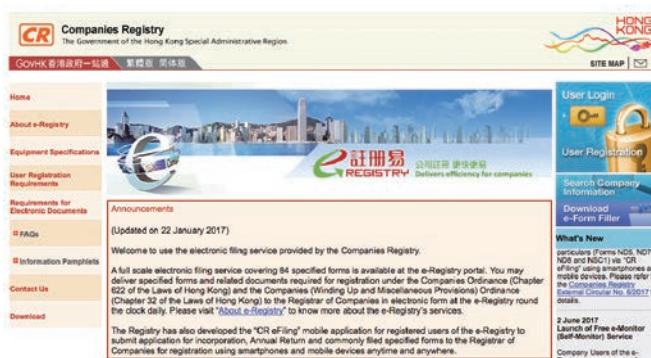 CR
Companies Registry
The Government of the Hong Kong Special Administrative Region
HONG
KONG
GOVHK 香港政府一站通
繁體版 简体版
SITE MAP
Home
About e-Registry
Equipment Specifications
User Registration
Requirements
Requirements for
Electronic Documents
FAQs
Information Pamphlets
Contact Us
Download
註冊易
e-REGISTRY
公司註冊 更快更易
Delivers efficiency for companies
Announcements
(Updated on 22 January 2017)
Welcome to use the electronic filing service provided by the Companies Registry.
A full scale electronic filing service covering 84 specified forms is available at the e-Registry portal. You may
deliver specified forms and related documents required for registration under the Companies Ordinance (Chapter
622 of the Laws of Hong Kong) and the Companies (Winding Up and Miscellaneous Provisions) Ordinance
(Chapter 32 of the Laws of Hong Kong) to the Registrar of Companies in electronic form at the e-Registry round
the clock daily. Please visit "About e-Registry" to know more about the e-Registry's services.
The Registrar has also developed the "CR eFiling" mobile application for registered users of the e-Registry to
submit application for incorporation, Annual Return and commonly filed specified forms to the Registrar of
Companies for registration using smartphones and mobile devices anytime and anywhere.
User Login
User Registration
Search Company
Information
Download
e-Form Filler
What's New
particulars (Forms ND5, ND7,
ND8 and NSC1) via "CR
eFiling" using smartphones a
mobile devices. Please refer
the Companies Registry
External Circular No. 6/2017
details.
2 June 2017
Launch of Free e-Monitor
(Self-Monitor) Service
Company Users of the e-